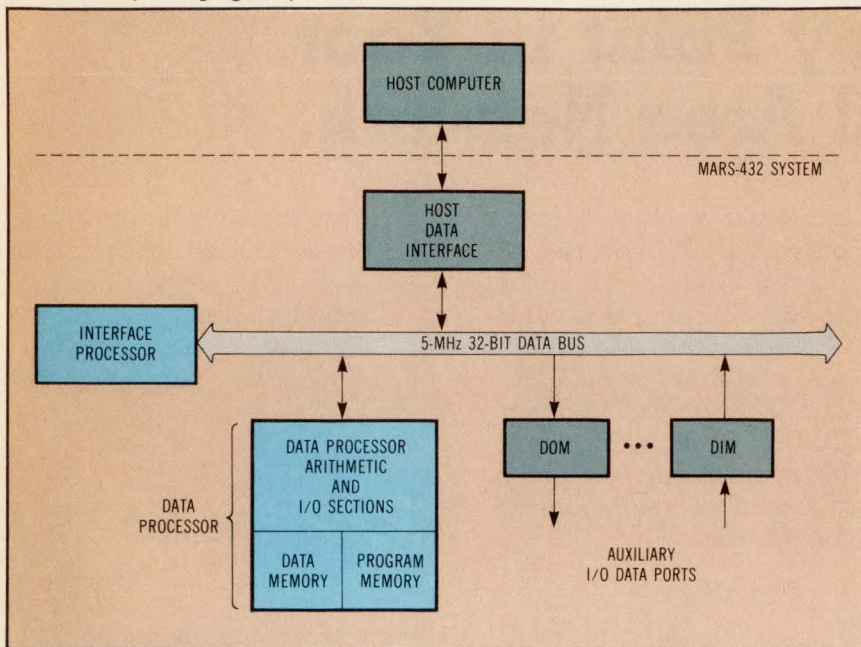 HOST COMPUTER
MARS-432 SYSTEM
HOST
DATA
INTERFACE
INTERFACE
PROCESSOR
5-MHz 32-BIT DATA BUS
DATA
PROCESSOR
DATA PROCESSOR
ARITHMETIC
AND
I/O SECTIONS
DATA
MEMORY
PROGRAM
MEMORY
DOM
DIM
AUXILIARY
I/O DATA PORTS